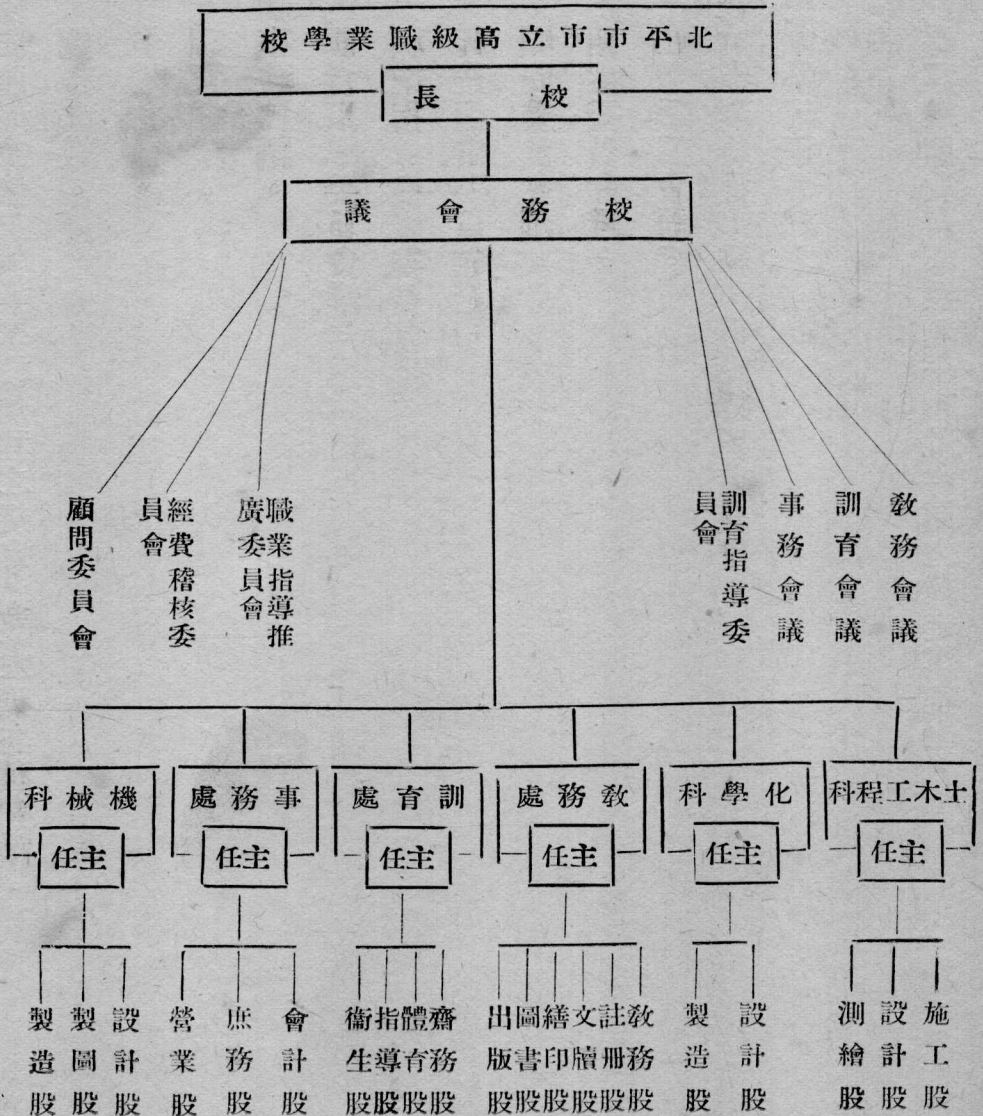 北平市市立高級職業學校
校長
校務會議
教務會議
訓育會議
事務會議
訓育指導委
員會
職業指導推
廣委員會
經費稽核委
員會
顧問委員會
土木工程科
主任
施工股
設計股
測繪股
化學科
主任
設計股
製造股
教務處
主任
教務股
註冊股
文牘股
繕印股
圖書股
出版股
訓育處
主任
齋務股
體育股
指導股
衞生股
事務處
主任
會計股
庶務股
營業股
機械科
主任
設計股
製圖股
製造股